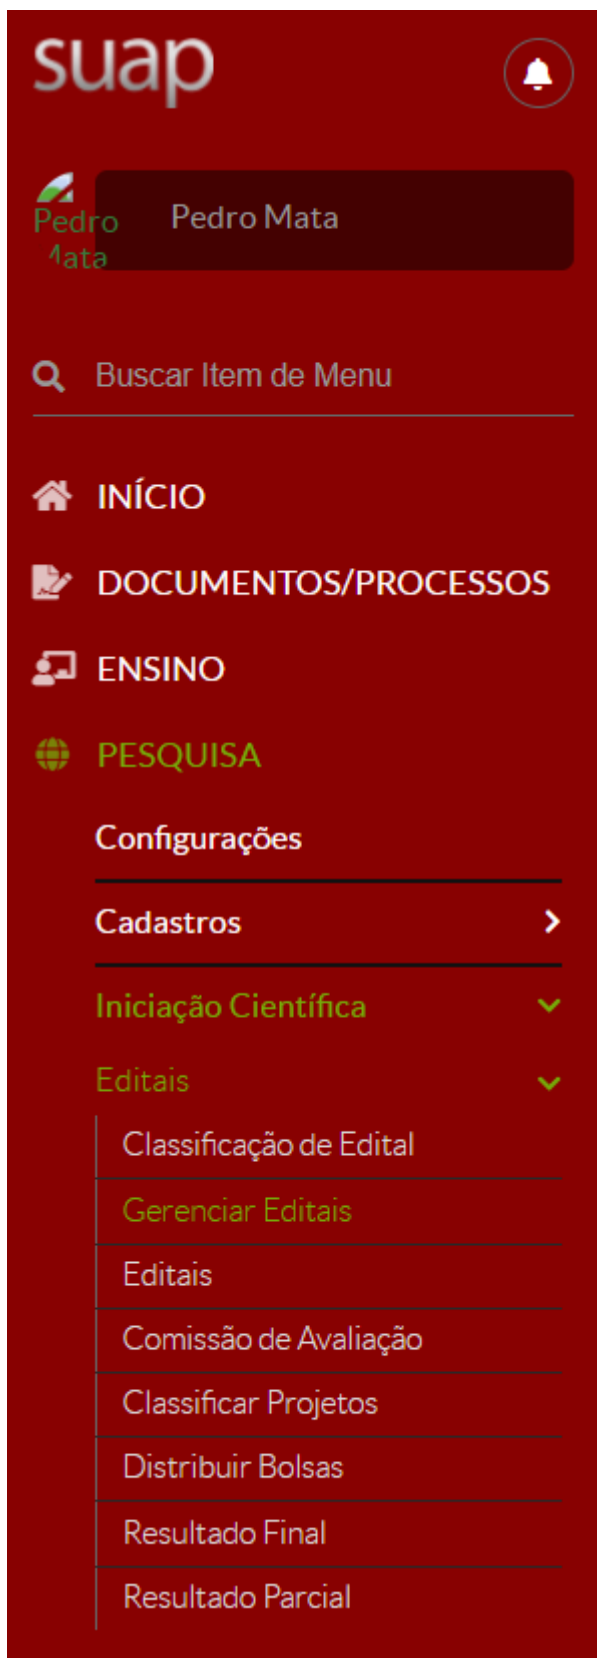 suap
Pedro Mata
Pedro Mata
Buscar Item de Menu
INÍCIO
DOCUMENTOS/PROCESSOS
ENSINO
PESQUISA
Configurações
Cadastros
Iniciação Científica
Editais
Classificação de Edital
Gerenciar Editais
Editais
Comissão de Avaliação
Classificar Projetos
Distribuir Bolsas
Resultado Final
Resultado Parcial